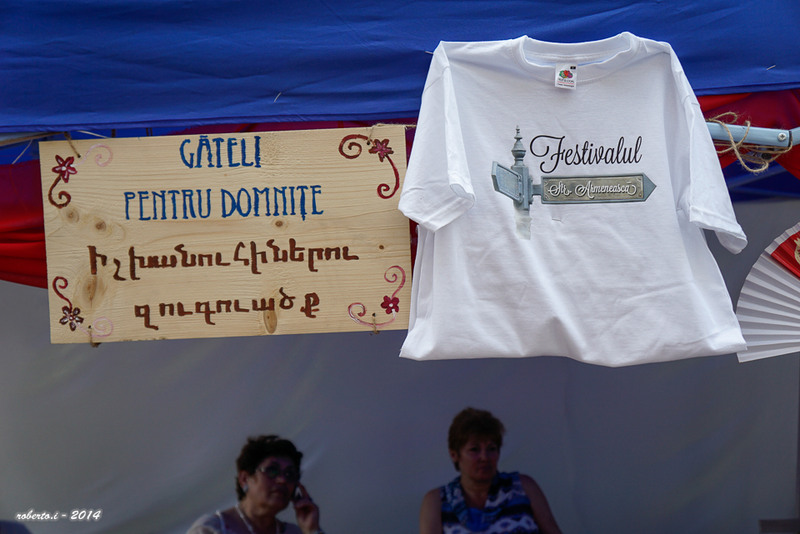 GĂTELI
PENTRU DOMNIȚE
Իշխանուհիներու
զուգուածք
Festivalul
Str. Armenească
roberto.i - 2014